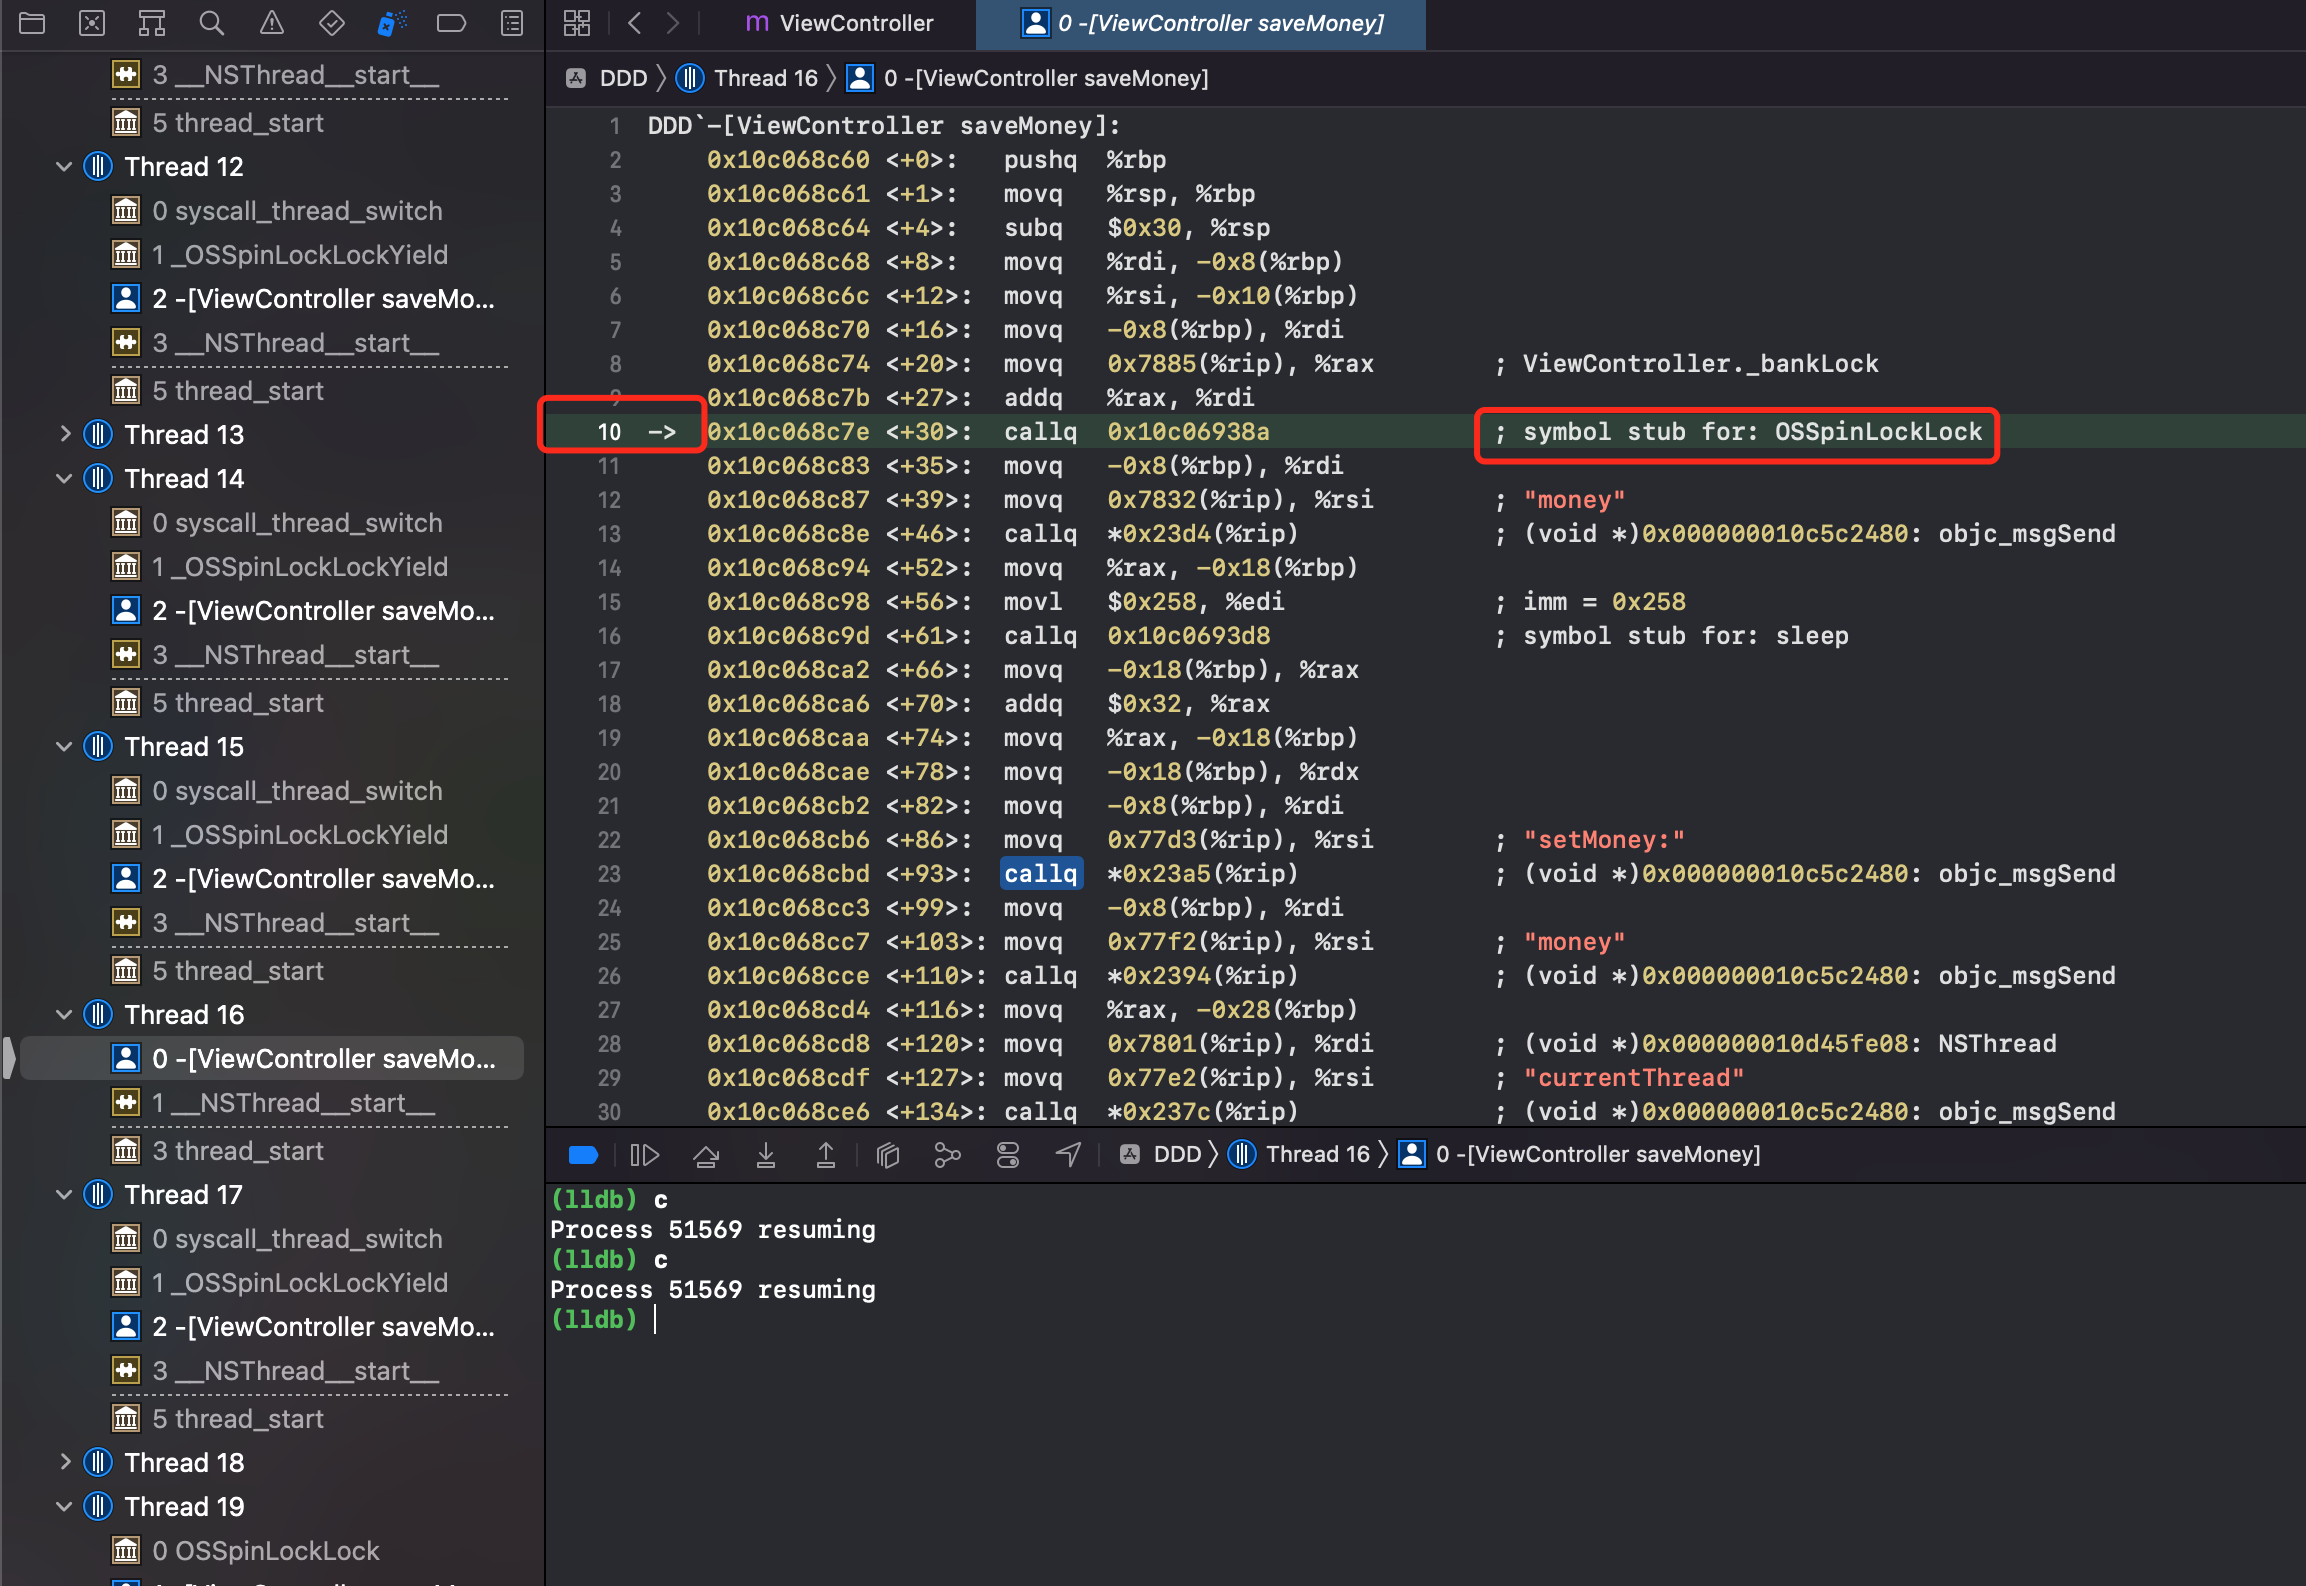 3 __NSThread__start__
5 thread_start
Thread 12
0 syscall_thread_switch
1 _OSSpinLockLockYield
2 -[ViewController saveMo...
3 __NSThread__start__
5 thread_start
Thread 13
Thread 14
0 syscall_thread_switch
1 _OSSpinLockLockYield
2 -[ViewController saveMo...
3 __NSThread__start__
5 thread_start
Thread 15
0 syscall_thread_switch
1 _OSSpinLockLockYield
2 -[ViewController saveMo...
3 __NSThread__start__
5 thread_start
Thread 16
0 -[ViewController saveMo...
1 __NSThread__start__
3 thread_start
Thread 17
0 syscall_thread_switch
1 _OSSpinLockLockYield
2 -[ViewController saveMo...
3 __NSThread__start__
5 thread_start
Thread 18
Thread 19
0 OSSpinLockLock
m ViewController
0 -[ViewController saveMoney]
DDD 〉 Thread 16 〉 0 -[ViewController saveMoney]
1 DDD`-[ViewController saveMoney]:
2 0x10c068c60 <+0>: pushq %rbp
3 0x10c068c61 <+1>: movq %rsp, %rbp
4 0x10c068c64 <+4>: subq $0x30, %rsp
5 0x10c068c68 <+8>: movq %rdi, -0x8(%rbp)
6 0x10c068c6c <+12>: movq %rsi, -0x10(%rbp)
7 0x10c068c70 <+16>: movq -0x8(%rbp), %rdi
8 0x10c068c74 <+20>: movq 0x7885(%rip), %rax ; ViewController._bankLock
9 0x10c068c7b <+27>: addq %rax, %rdi
10 -> 0x10c068c7e <+30>: callq 0x10c06938a ; symbol stub for: OSSpinLockLock
11 0x10c068c83 <+35>: movq -0x8(%rbp), %rdi
12 0x10c068c87 <+39>: movq 0x7832(%rip), %rsi ; "money"
13 0x10c068c8e <+46>: callq *0x23d4(%rip) ; (void *)0x000000010c5c2480: objc_msgSend
14 0x10c068c94 <+52>: movq %rax, -0x18(%rbp)
15 0x10c068c98 <+56>: movl $0x258, %edi ; imm = 0x258
16 0x10c068c9d <+61>: callq 0x10c0693d8 ; symbol stub for: sleep
17 0x10c068ca2 <+66>: movq -0x18(%rbp), %rax
18 0x10c068ca6 <+70>: addq $0x32, %rax
19 0x10c068caa <+74>: movq %rax, -0x18(%rbp)
20 0x10c068cae <+78>: movq -0x18(%rbp), %rdx
21 0x10c068cb2 <+82>: movq -0x8(%rbp), %rdi
22 0x10c068cb6 <+86>: movq 0x77d3(%rip), %rsi ; "setMoney:"
23 0x10c068cbd <+93>: callq *0x23a5(%rip) ; (void *)0x000000010c5c2480: objc_msgSend
24 0x10c068cc3 <+99>: movq -0x8(%rbp), %rdi
25 0x10c068cc7 <+103>: movq 0x77f2(%rip), %rsi ; "money"
26 0x10c068cce <+110>: callq *0x2394(%rip) ; (void *)0x000000010c5c2480: objc_msgSend
27 0x10c068cd4 <+116>: movq %rax, -0x28(%rbp)
28 0x10c068cd8 <+120>: movq 0x7801(%rip), %rdi ; (void *)0x000000010d45fe08: NSThread
29 0x10c068cdf <+127>: movq 0x77e2(%rip), %rsi ; "currentThread"
30 0x10c068ce6 <+134>: callq *0x237c(%rip) ; (void *)0x000000010c5c2480: objc_msgSend
DDD 〉 Thread 16 〉 0 -[ViewController saveMoney]
(lldb) c
Process 51569 resuming
(lldb) c
Process 51569 resuming
(lldb)